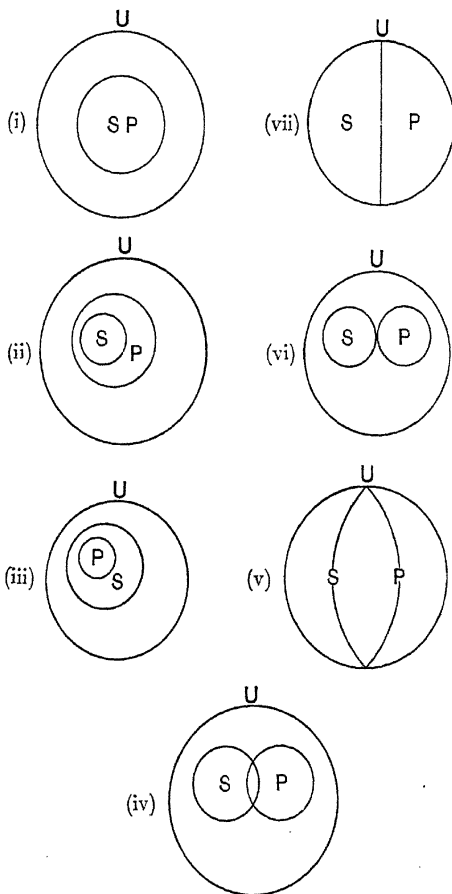 U
(i) S P
U
(vii) S P
U
(ii) S P
U
(vi) S P
U
(iii) P S
U
(v) S P
U
(iv) S P